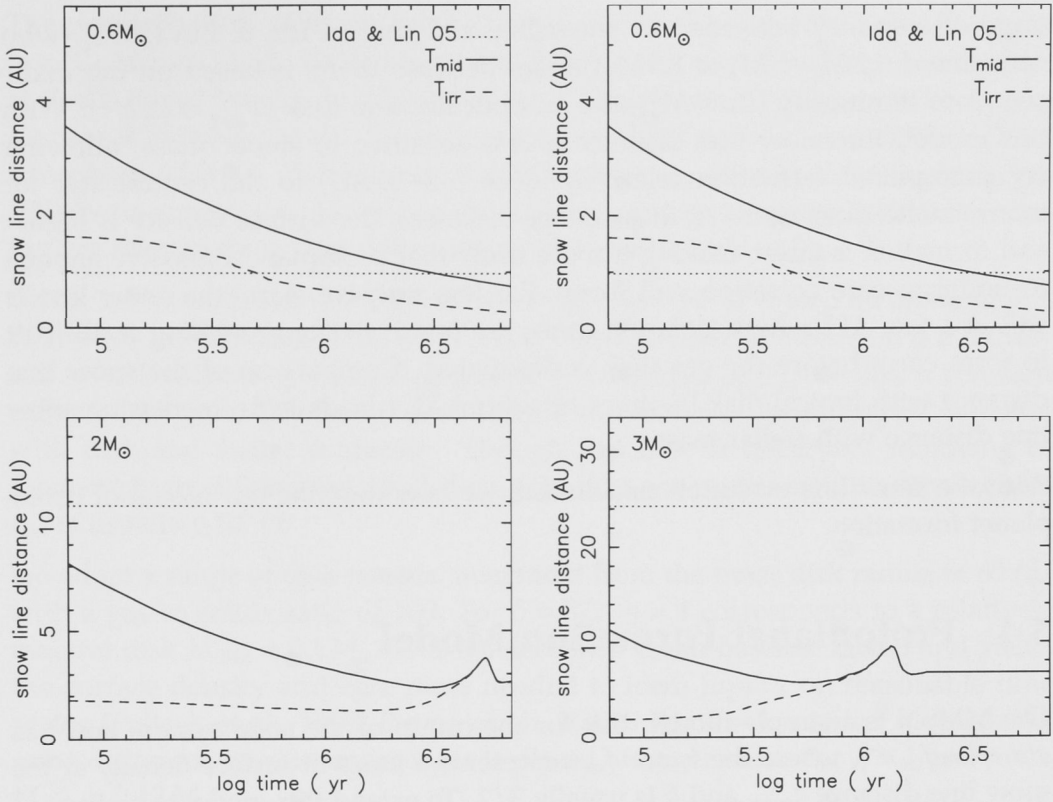 0.6M⊙ Ida & Lin 05
T_mid
T_irr
snow line distance (AU)
4
2
0
5 5.5 6 6.5
0.6M⊙ Ida & Lin 05
T_mid
T_irr
snow line distance (AU)
4
2
0
5 5.5 6 6.5
2M⊙
snow line distance (AU)
10
5
0
5 5.5 6 6.5
log time ( yr )
3M⊙
snow line distance (AU)
30
20
10
0
5 5.5 6 6.5
log time ( yr )